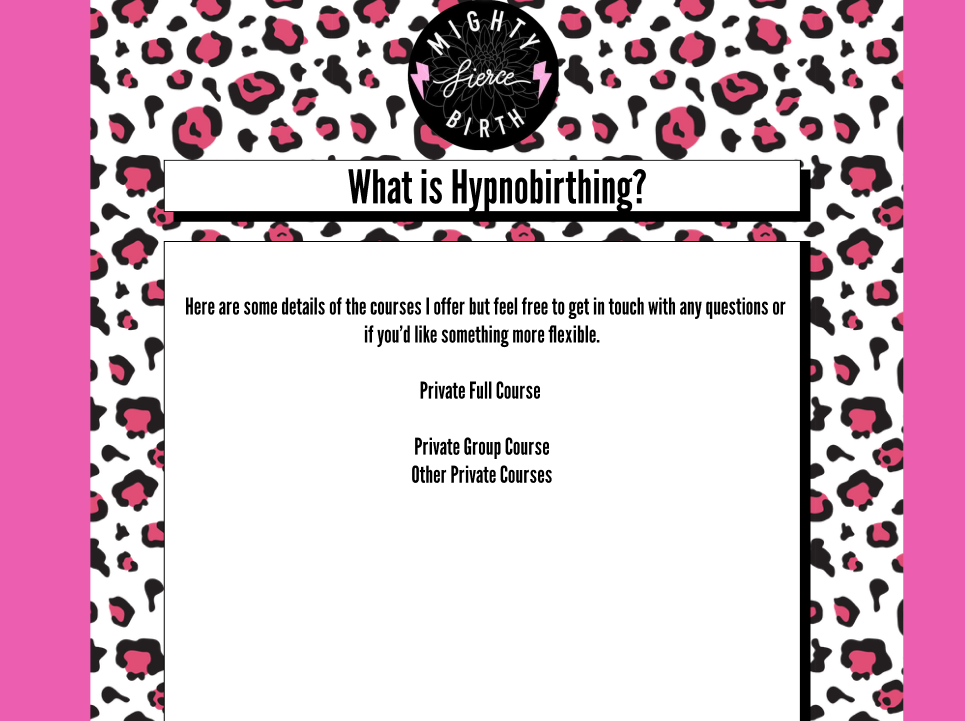 MIGHTY
Fierce
BIRTH
What is Hypnobirthing?
Here are some details of the courses I offer but feel free to get in touch with any questions or
if you’d like something more flexible.
Private Full Course
Private Group Course
Other Private Courses